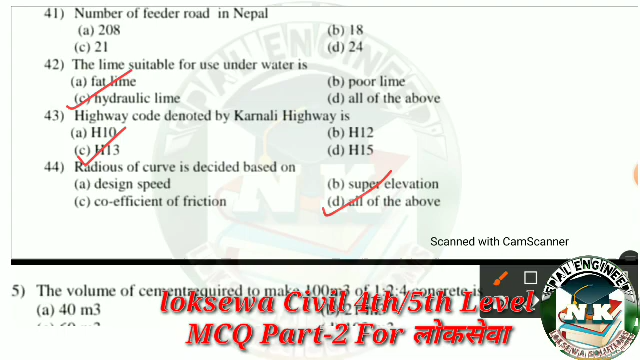 41) Number of feeder road in Nepal
(a) 208 (b) 18
(c) 21 (d) 24
42) The lime suitable for use under water is
(a) fat lime (b) poor lime
(c) hydraulic lime (d) all of the above
43) Highway code denoted by Karnali Highway is
(a) H10 (b) H12
(c) H13 (d) H15
44) Radious of curve is decided based on
(a) design speed (b) super elevation
(c) co-efficient of friction (d) all of the above
Scanned with CamScanner
5) The volume of cement required to make 100m3 of 1:2:4 concrete is
(a) 40 m3
loksewa Civil 4th/5th Level
MCQ Part-2 For लोकसेवा
NEPAL ENGINEER
NK